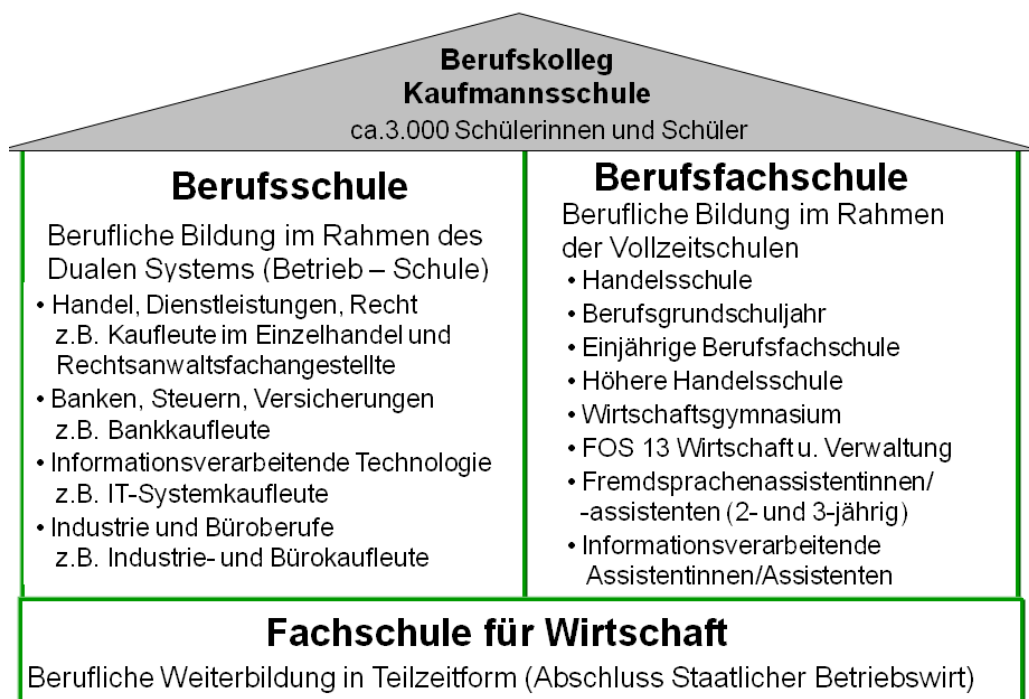 Berufskolleg
Kaufmannsschule
ca.3.000 Schülerinnen und Schüler
Berufsschule
Berufliche Bildung im Rahmen des
Dualen Systems (Betrieb – Schule)
• Handel, Dienstleistungen, Recht
z.B. Kaufleute im Einzelhandel und
Rechtsanwaltsfachangestellte
• Banken, Steuern, Versicherungen
z.B. Bankkaufleute
• Informationsverarbeitende Technologie
z.B. IT-Systemkaufleute
• Industrie und Büroberufe
z.B. Industrie- und Bürokaufleute
Berufsfachschule
Berufliche Bildung im Rahmen
der Vollzeitschulen
• Handelsschule
• Berufsgrundschuljahr
• Einjährige Berufsfachschule
• Höhere Handelsschule
• Wirtschaftsgymnasium
• FOS 13 Wirtschaft u. Verwaltung
• Fremdsprachenassistentinnen/
-assistenten (2- und 3-jährig)
• Informationsverarbeitende
Assistentinnen/Assistenten
Fachschule für Wirtschaft
Berufliche Weiterbildung in Teilzeitform (Abschluss Staatlicher Betriebswirt)